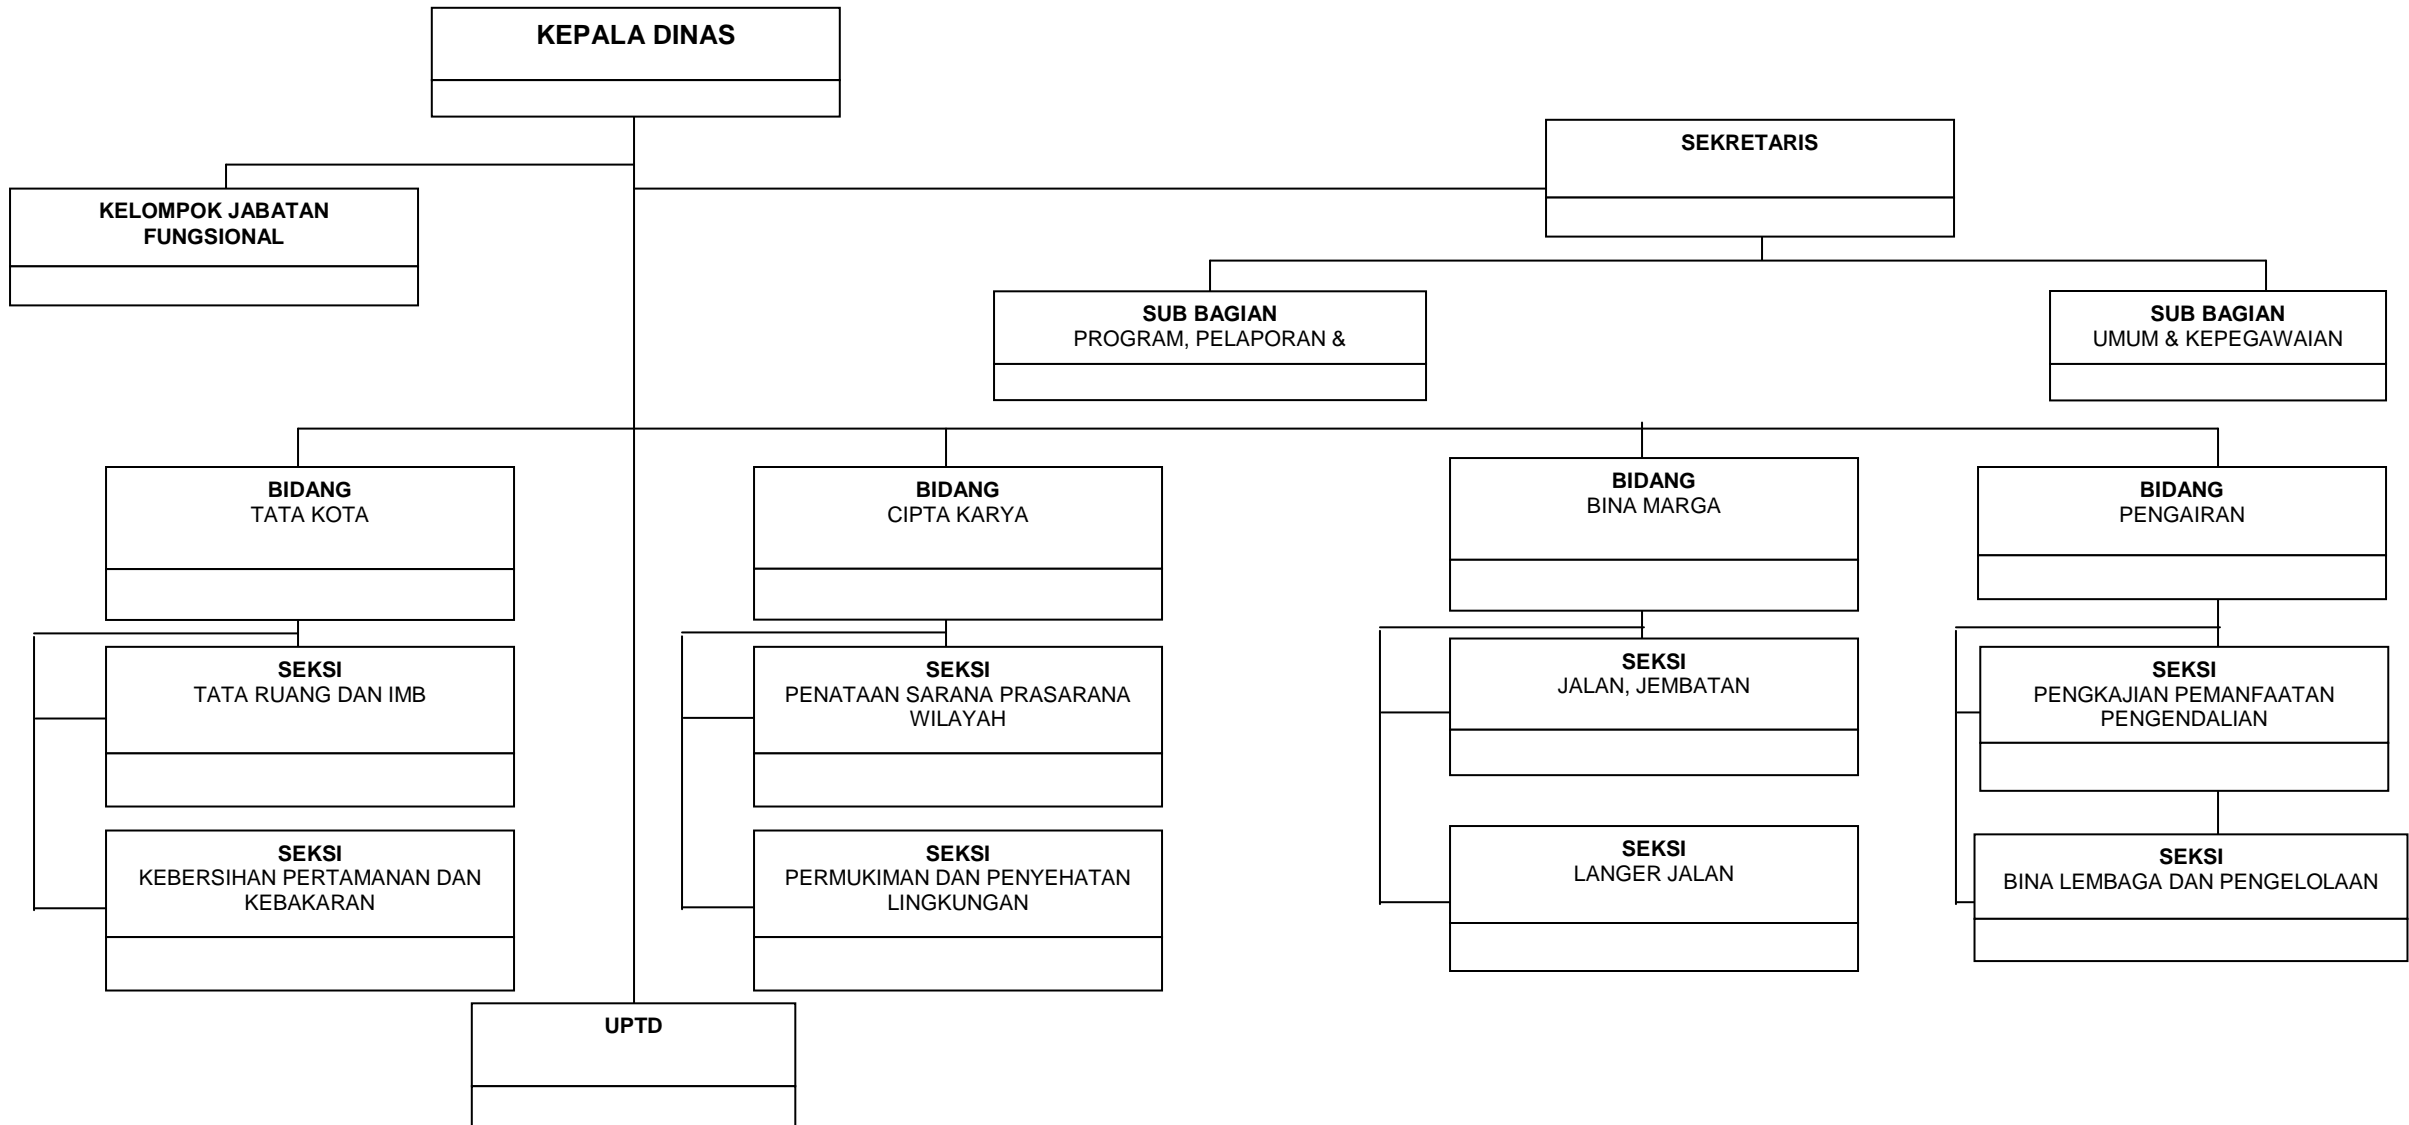 KEPALA DINAS
SEKRETARIS
KELOMPOK JABATAN
FUNGSIONAL
SUB BAGIAN
PROGRAM, PELAPORAN &
SUB BAGIAN
UMUM & KEPEGAWAIAN
BIDANG
TATA KOTA
BIDANG
CIPTA KARYA
BIDANG
BINA MARGA
BIDANG
PENGAIRAN
SEKSI
TATA RUANG DAN IMB
SEKSI
PENATAAN SARANA PRASARANA
WILAYAH
SEKSI
JALAN, JEMBATAN
SEKSI
PENGKAJIAN PEMANFAATAN
PENGENDALIAN
SEKSI
KEBERSIHAN PERTAMANAN DAN
KEBAKARAN
SEKSI
PERMUKIMAN DAN PENYEHATAN
LINGKUNGAN
SEKSI
LANGER JALAN
SEKSI
BINA LEMBAGA DAN PENGELOLAAN
UPTD